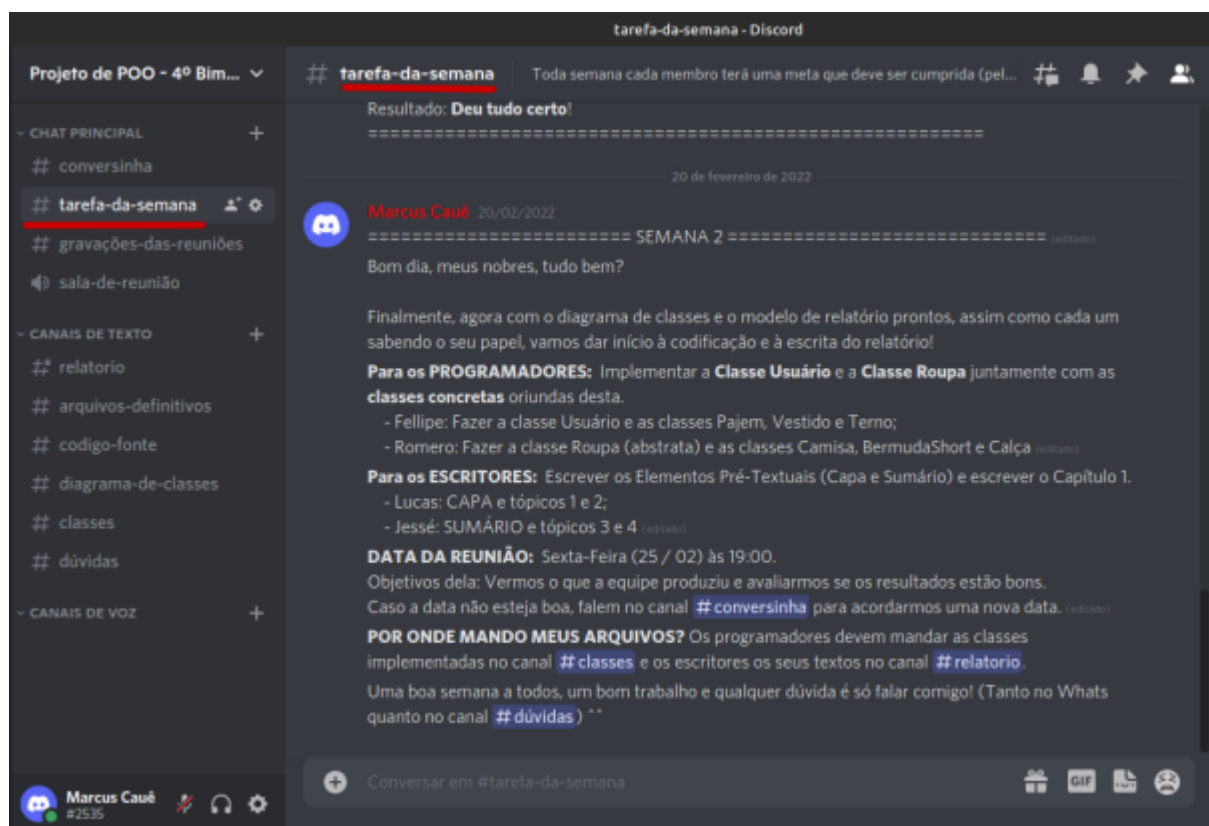 tarefa-da-semana - Discord
Projeto de POO - 4º Bim...
# tarefa-da-semana
Toda semana cada membro terá uma meta que deve ser cumprida (pel...
CHAT PRINCIPAL
# conversinha
# tarefa-da-semana
# gravações-das-reuniões
sala-de-reunião
CANAIS DE TEXTO
# relatorio
# arquivos-definitivos
# codigo-fonte
# diagrama-de-classes
# classes
# dúvidas
CANAIS DE VOZ
Marcus Cauê
#2535
Resultado: Deu tudo certo!
========================================================
20 de fevereiro de 2022
Marcus Cauê 20/02/2022
======================== SEMANA 2 ============================= (editado)
Bom dia, meus nobres, tudo bem?
Finalmente, agora com o diagrama de classes e o modelo de relatório prontos, assim como cada um
sabendo o seu papel, vamos dar início à codificação e à escrita do relatório!
Para os PROGRAMADORES: Implementar a Classe Usuário e a Classe Roupa juntamente com as
classes concretas oriundas desta.
- Fellipe: Fazer a classe Usuário e as classes Pajem, Vestido e Terno;
- Romero: Fazer a classe Roupa (abstrata) e as classes Camisa, BermudaShort e Calça (editado)
Para os ESCRITORES: Escrever os Elementos Pré-Textuais (Capa e Sumário) e escrever o Capítulo 1.
- Lucas: CAPA e tópicos 1 e 2;
- Jessé: SUMÁRIO e tópicos 3 e 4 (editado)
DATA DA REUNIÃO: Sexta-Feira (25 / 02) às 19:00.
Objetivos dela: Vermos o que a equipe produziu e avaliarmos se os resultados estão bons.
Caso a data não esteja boa, falem no canal #conversinha para acordarmos uma nova data. (editado)
POR ONDE MANDO MEUS ARQUIVOS? Os programadores devem mandar as classes
implementadas no canal #classes e os escritores os seus textos no canal #relatorio.
Uma boa semana a todos, um bom trabalho e qualquer dúvida é só falar comigo! (Tanto no Whats
quanto no canal #dúvidas) ^^
Conversar em #tarefa-da-semana
GIF